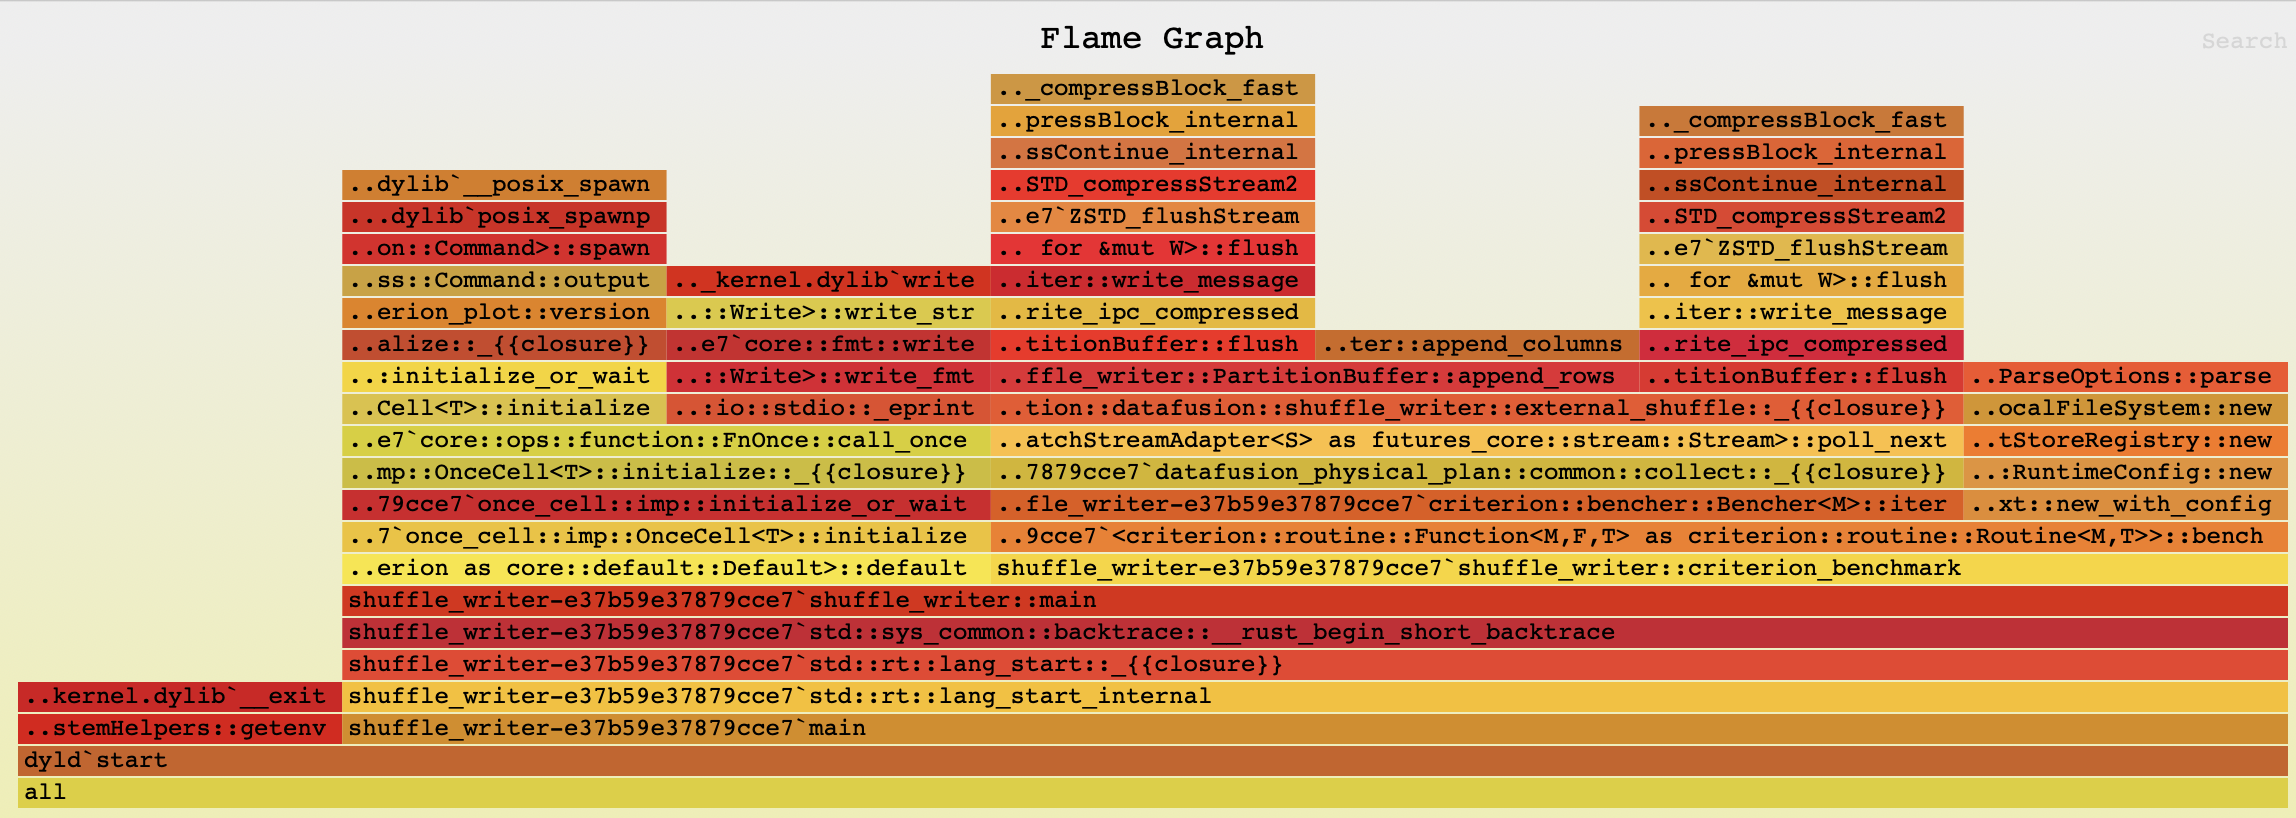 Flame Graph
Search
.._compressBlock_fast
..pressBlock_internal .._compressBlock_fast
..ssContinue_internal ..pressBlock_internal
..dylib`__posix_spawn ..STD_compressStream2 ..ssContinue_internal
...dylib`posix_spawnp ..e7`ZSTD_flushStream ..STD_compressStream2
..on::Command>::spawn .. for &mut W>::flush ..e7`ZSTD_flushStream
..ss::Command::output .._kernel.dylib`write ..iter::write_message .. for &mut W>::flush
..erion_plot::version ..::Write>::write_str ..rite_ipc_compressed ..iter::write_message
..alize::_{{closure}} ..e7`core::fmt::write ..titionBuffer::flush ..ter::append_columns ..rite_ipc_compressed
..:initialize_or_wait ..::Write>::write_fmt ..ffle_writer::PartitionBuffer::append_rows ..titionBuffer::flush ..ParseOptions::parse
..Cell<T>::initialize ..:io::stdio::_eprint ..tion::datafusion::shuffle_writer::external_shuffle::_{{closure}} ..ocalFileSystem::new
..e7`core::ops::function::FnOnce::call_once ..atchStreamAdapter<S> as futures_core::stream::Stream>::poll_next ..tStoreRegistry::new
..mp::OnceCell<T>::initialize::_{{closure}} ..7879cce7`datafusion_physical_plan::common::collect::_{{closure}} ..:RuntimeConfig::new
..79cce7`once_cell::imp::initialize_or_wait ..fle_writer-e37b59e37879cce7`criterion::bencher::Bencher<M>::iter ..xt::new_with_config
..7`once_cell::imp::OnceCell<T>::initialize ..9cce7`<criterion::routine::Function<M,F,T> as criterion::routine::Routine<M,T>>::bench
..erion as core::default::Default>::default shuffle_writer-e37b59e37879cce7`shuffle_writer::criterion_benchmark
shuffle_writer-e37b59e37879cce7`shuffle_writer::main
shuffle_writer-e37b59e37879cce7`std::sys_common::backtrace::__rust_begin_short_backtrace
shuffle_writer-e37b59e37879cce7`std::rt::lang_start::_{{closure}}
..kernel.dylib`__exit shuffle_writer-e37b59e37879cce7`std::rt::lang_start_internal
..stemHelpers::getenv shuffle_writer-e37b59e37879cce7`main
dyld`start
all